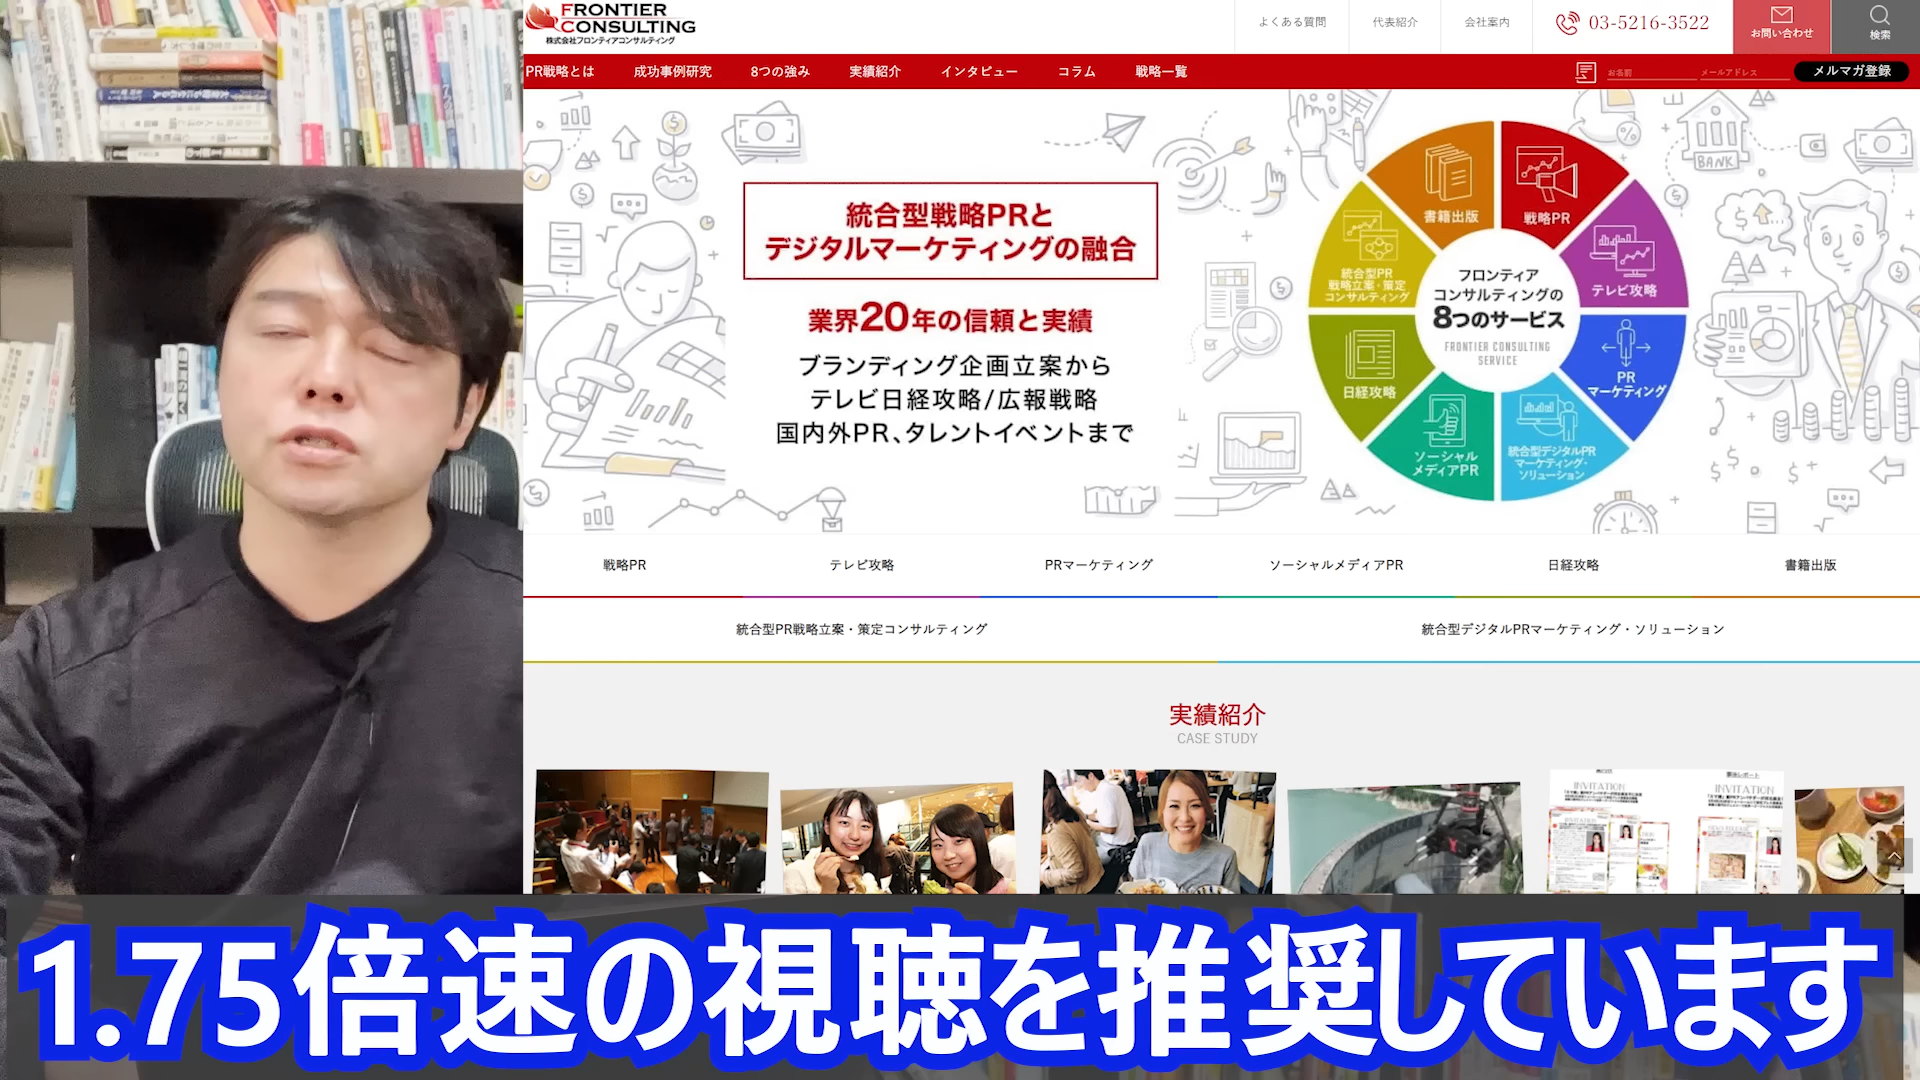 FRONTIER
CONSULTING
株式会社フロンティアコンサルティング
よくある質問
代表紹介
会社案内
03-5216-3522
お問い合わせ
検索
PR戦略とは
成功事例研究
8つの強み
実績紹介
インタビュー
コラム
戦略一覧
お名前
メールアドレス
メルマガ登録
統合型戦略PRと
デジタルマーケティングの融合
業界20年の信頼と実績
ブランディング企画立案から
テレビ日経攻略/広報戦略
国内外PR、タレントイベントまで
BANK
書籍出版
戦略PR
統合型PR
戦略立案・策定
コンサルティング
テレビ攻略
フロンティア
コンサルティングの
8つのサービス
FRONTIER CONSULTING
SERVICE
日経攻略
PR
マーケティング
ソーシャル
メディアPR
統合型デジタルPR
マーケティング・
ソリューション
戦略PR
テレビ攻略
PRマーケティング
ソーシャルメディアPR
日経攻略
書籍出版
統合型PR戦略立案・策定コンサルティング
統合型デジタルPRマーケティング・ソリューション
実績紹介
CASE STUDY
INVITATION
INVITATION
1.75倍速の視聴を推奨しています